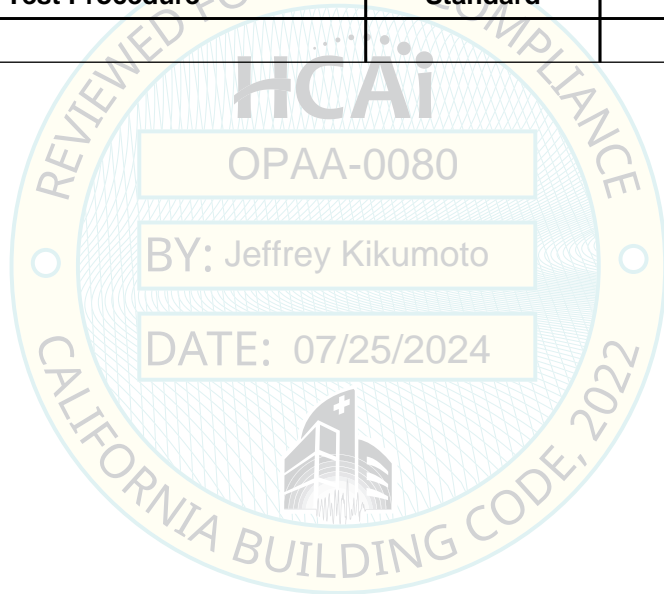 Test Procedure Standard
REVIEWED FOR CODE COMPLIANCE
HCAi
OPAA-0080
BY: Jeffrey Kikumoto
DATE: 07/25/2024
CALIFORNIA BUILDING CODE, 2022